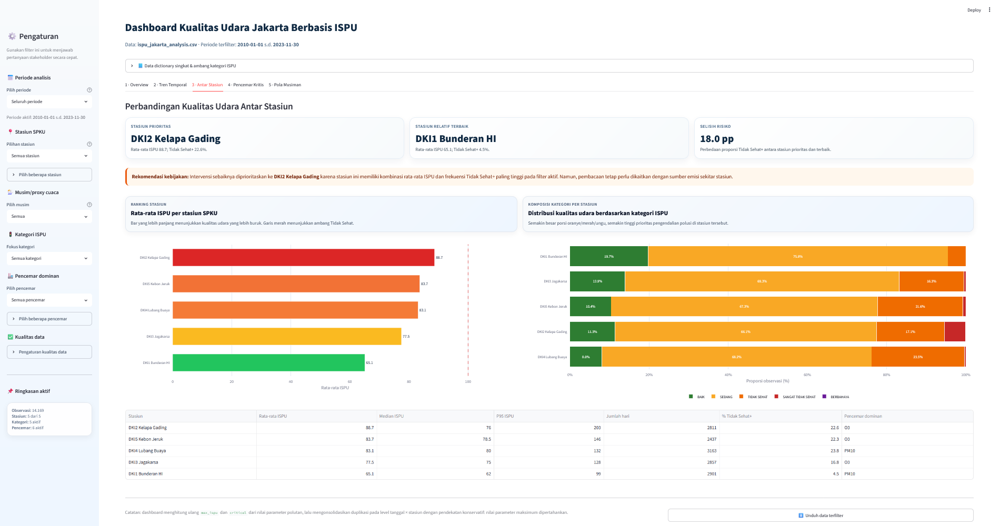 Deploy
Pengaturan
Gunakan filter ini untuk menjawab
pertanyaan stakeholder secara cepat.
Periode analisis
Pilih periode
Seluruh periode
Periode aktif: 2010-01-01 s.d. 2023-11-30
Stasiun SPKU
Pilihan stasiun
Semua stasiun
Pilih beberapa stasiun
Musim/proxy cuaca
Pilih musim
Semua
Kategori ISPU
Fokus kategori
Semua kategori
Pencemar dominan
Pilih pencemar
Semua pencemar
Pilih beberapa pencemar
Kualitas data
Pengaturan kualitas data
Ringkasan aktif
Observasi: 14.169
Stasiun: 5 dari 5
Kategori: 5 aktif
Pencemar: 6 aktif
Dashboard Kualitas Udara Jakarta Berbasis ISPU
Data: ispu_jakarta_analysis.csv · Periode terfilter: 2010-01-01 s.d. 2023-11-30
Data dictionary singkat & ambang kategori ISPU
1 · Overview 2 · Tren Temporal 3 · Antar Stasiun 4 · Pencemar Kritis 5 · Pola Musiman
Perbandingan Kualitas Udara Antar Stasiun
STASIUN PRIORITAS
DKI2 Kelapa Gading
Rata-rata ISPU 88.7; Tidak Sehat+ 22.6%.
STASIUN RELATIF TERBAIK
DKI1 Bunderan HI
Rata-rata ISPU 65.1; Tidak Sehat+ 4.5%.
SELISIH RISIKO
18.0 pp
Perbedaan proporsi Tidak Sehat+ antara stasiun prioritas dan terbaik.
Rekomendasi kebijakan: Intervensi sebaiknya diprioritaskan ke DKI2 Kelapa Gading karena stasiun ini memiliki kombinasi rata-rata ISPU dan frekuensi Tidak Sehat+ paling tinggi pada filter aktif. Namun, pembacaan tetap perlu dikaitkan dengan sumber emisi sekitar stasiun.
RANKING STASIUN
Rata-rata ISPU per stasiun SPKU
Bar yang lebih panjang menunjukkan kualitas udara yang lebih buruk. Garis merah menunjukkan ambang Tidak Sehat.
KOMPOSISI KATEGORI PER STASIUN
Distribusi kualitas udara berdasarkan kategori ISPU
Semakin besar porsi oranye/merah/ungu, semakin tinggi prioritas pengendalian polusi di stasiun tersebut.
DKI2 Kelapa Gading 88.7
DKI5 Kebon Jeruk 83.7
DKI4 Lubang Buaya 83.1
DKI3 Jagakarsa 77.5
DKI1 Bunderan HI 65.1
0 20 40 60 80 100
Rata-rata ISPU
DKI1 Bunderan HI 19.7% 75.8%
DKI3 Jagakarsa 13.9% 69.3% 16.3%
DKI5 Kebon Jeruk 10.4% 67.3% 21.6%
DKI2 Kelapa Gading 11.3% 66.1% 17.1%
DKI4 Lubang Buaya 8.0% 68.2% 23.5%
0% 20% 40% 60% 80% 100%
Proporsi observasi (%)
BAIK SEDANG TIDAK SEHAT SANGAT TIDAK SEHAT BERBAHAYA
Stasiun Rata-rata ISPU Median ISPU P95 ISPU Jumlah hari % Tidak Sehat+ Pencemar dominan
DKI2 Kelapa Gading 88.7 76 203 2811 22.6 O3
DKI5 Kebon Jeruk 83.7 78.5 146 2437 22.3 O3
DKI4 Lubang Buaya 83.1 80 132 3163 23.8 PM10
DKI3 Jagakarsa 77.5 75 128 2857 16.8 O3
DKI1 Bunderan HI 65.1 62 99 2901 4.5 PM10
Catatan: dashboard menghitung ulang max_ispu dan critical dari nilai parameter polutan, lalu mengonsolidasikan duplikasi pada level tanggal × stasiun dengan pendekatan konservatif: nilai parameter maksimum dipertahankan.
Unduh data terfilter